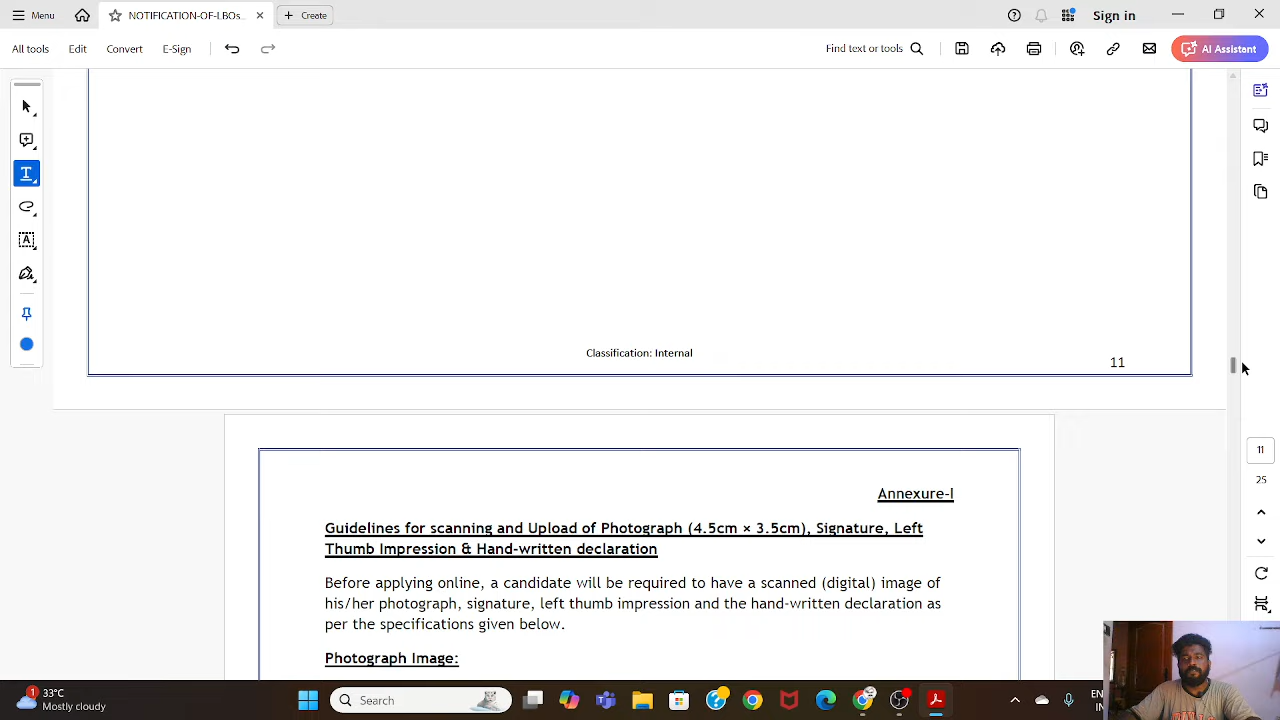 Menu
NOTIFICATION-OF-LBOs...
Create
Sign in
All tools
Edit
Convert
E-Sign
Find text or tools
AI Assistant
Classification: Internal
11
11
25
Annexure-I
Guidelines for scanning and Upload of Photograph (4.5cm × 3.5cm), Signature, Left
Thumb Impression & Hand-written declaration
Before applying online, a candidate will be required to have a scanned (digital) image of
his/her photograph, signature, left thumb impression and the hand-written declaration as
per the specifications given below.
Photograph Image:
1
33°C
Mostly cloudy
Search
EN
IN